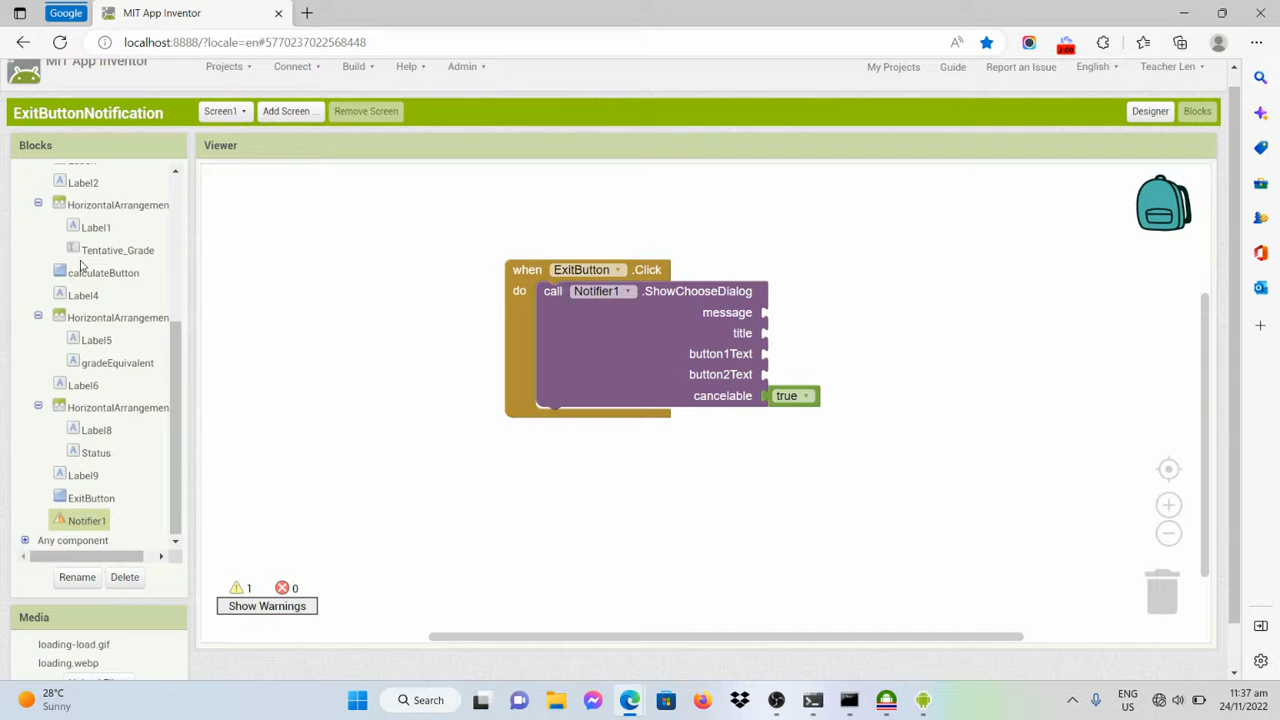 Google
MIT App Inventor
localhost:8888/?locale=en#5770237022568448
2:00
MIT App Inventor
Projects
Connect
Build
Help
Admin
My Projects
Guide
Report an Issue
English
Teacher Len
ExitButtonNotification
Screen1
Add Screen ...
Remove Screen
Designer
Blocks
Blocks
Viewer
Label2
HorizontalArrangemen
Label1
Tentative_Grade
calculateButton
Label4
HorizontalArrangemen
Label5
gradeEquivalent
Label6
HorizontalArrangemen
Label8
Status
Label9
ExitButton
Notifier1
Any component
Rename
Delete
when ExitButton .Click
do call Notifier1 .ShowChooseDialog
message
title
button1Text
button2Text
cancelable true
1 0
Show Warnings
Media
loading-load.gif
loading.webp
28°C
Sunny
Search
ENG
US
11:37 am
24/11/2022